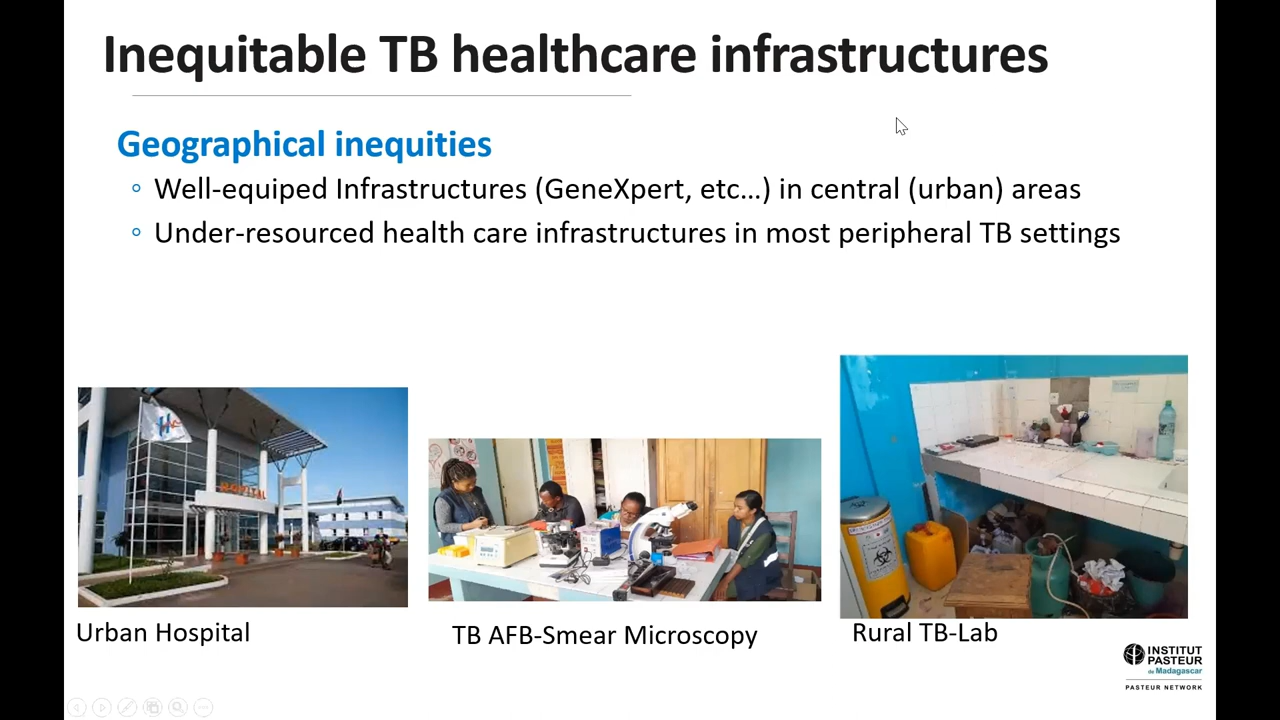 Inequitable TB healthcare infrastructures
Geographical inequities
Well-equiped Infrastructures (GeneXpert, etc…) in central (urban) areas
Under-resourced health care infrastructures in most peripheral TB settings
HOPITAL
Urban Hospital
TB AFB-Smear Microscopy
Rural TB-Lab
INSTITUT
PASTEUR
de Madagascar
PASTEUR NETWORK